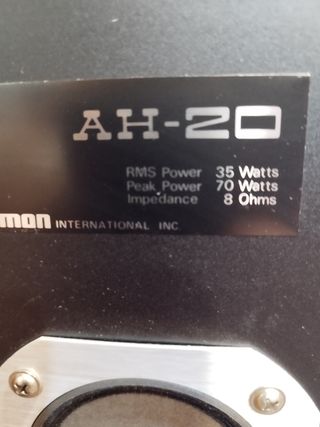 AH-20
RMS Power 35 Watts
Peak Power 70 Watts
Impedance 8 Ohms
mon INTERNATIONAL INC